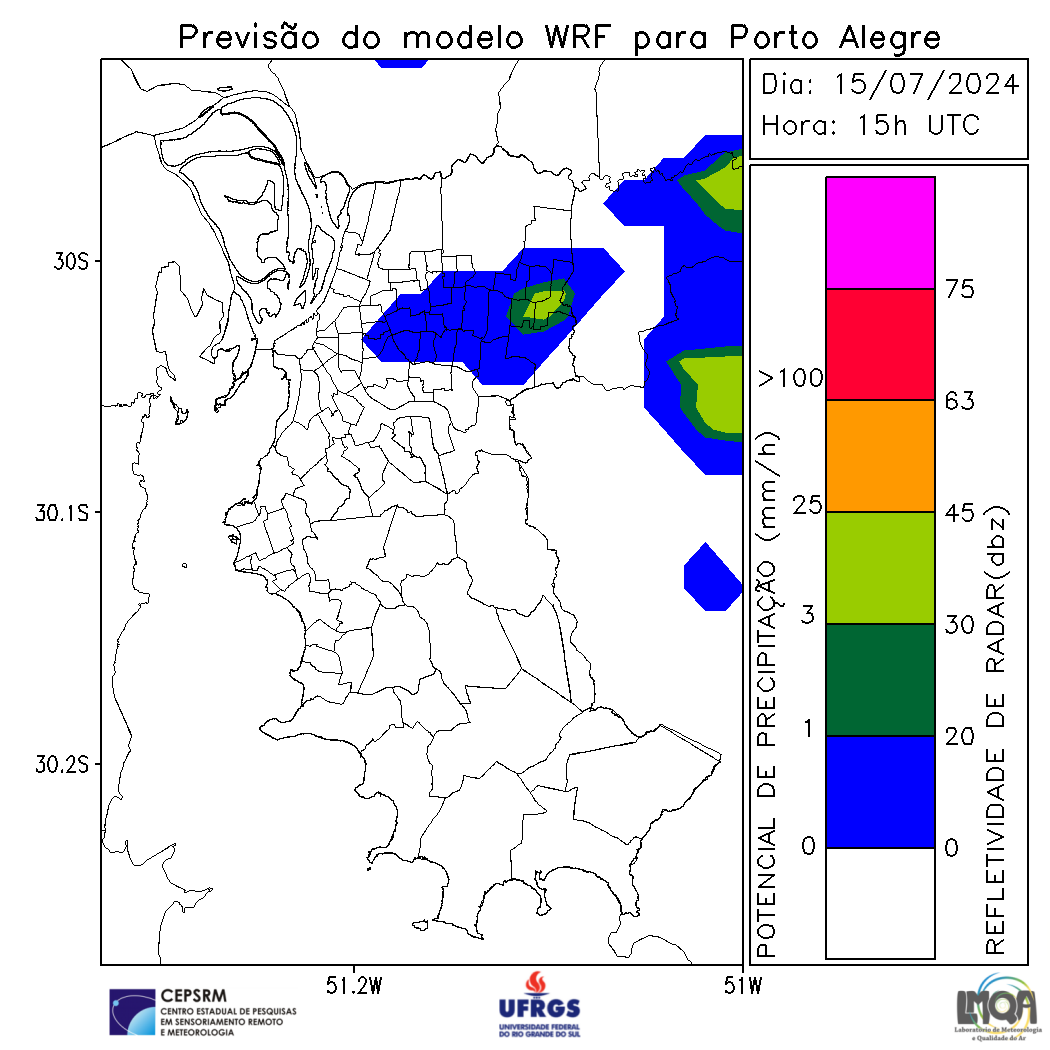 Previsão do modelo WRF para Porto Alegre
Dia: 15/07/2024
Hora: 15h UTC
30S
30.1S
30.2S
51.2W
51W
POTENCIAL DE PRECIPITAÇÃO (mm/h)
>100
25
3
1
0
75
63
45
30
20
0
REFLETIVIDADE DE RADAR(dbz)
CEPSRM
CENTRO ESTADUAL DE PESQUISAS
EM SENSORIAMENTO REMOTO
E METEOROLOGIA
UFRGS
UNIVERSIDADE FEDERAL
DO RIO GRANDE DO SUL
LMQA
Laboratório de Meteorologia
e Qualidade do Ar